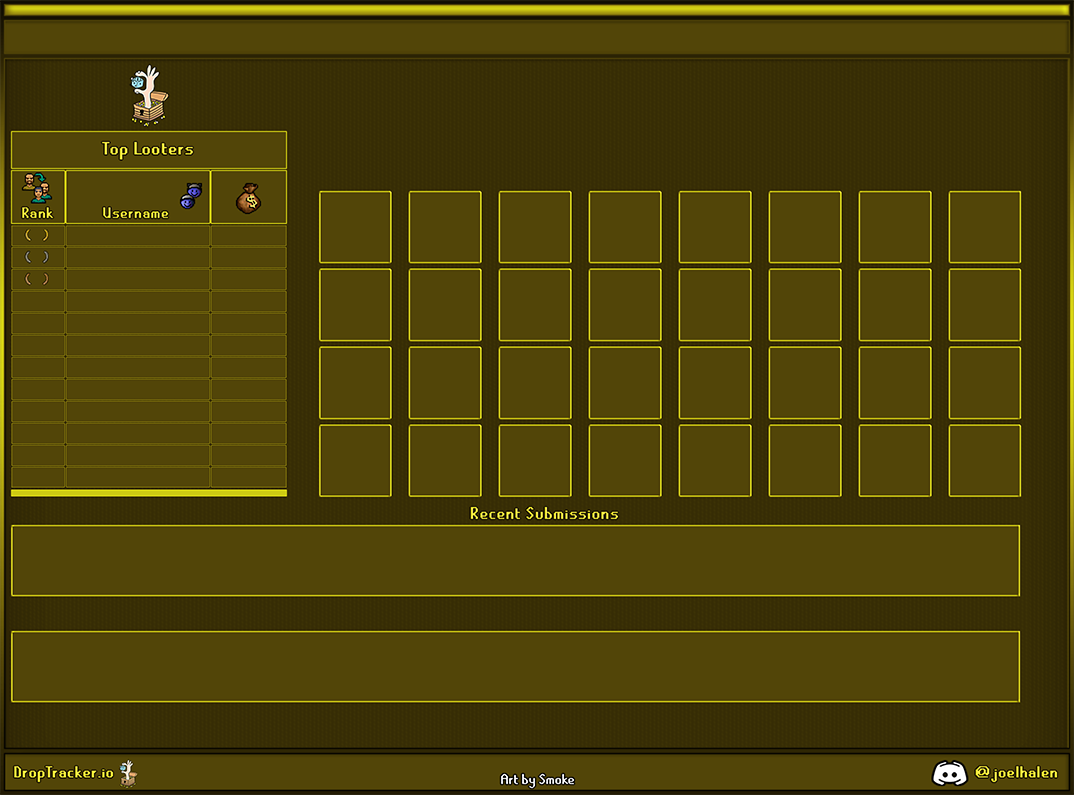 Top Looters
Rank
Username
$
( )
( )
( )
Recent Submissions
DropTracker.io
Art by Smoke
@joelhalen